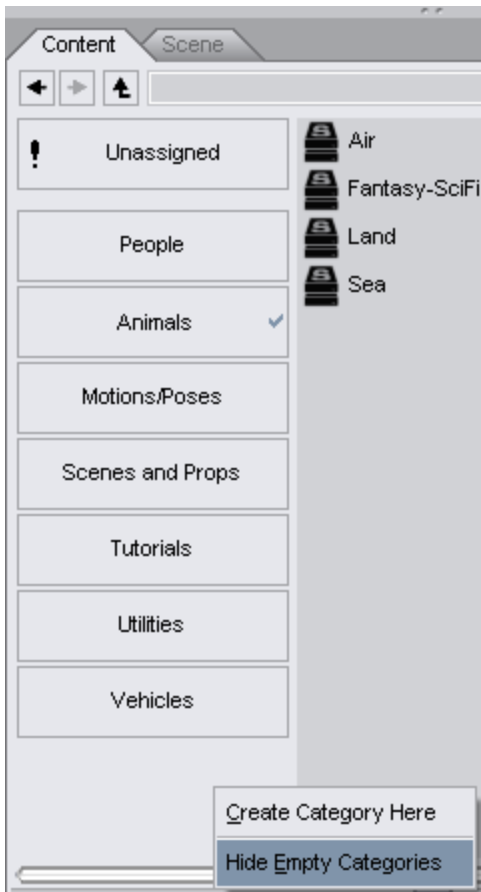 Content Scene
Unassigned
People
Animals
Motions/Poses
Scenes and Props
Tutorials
Utilities
Vehicles
Air
Fantasy-SciFi
Land
Sea
Create Category Here
Hide Empty Categories